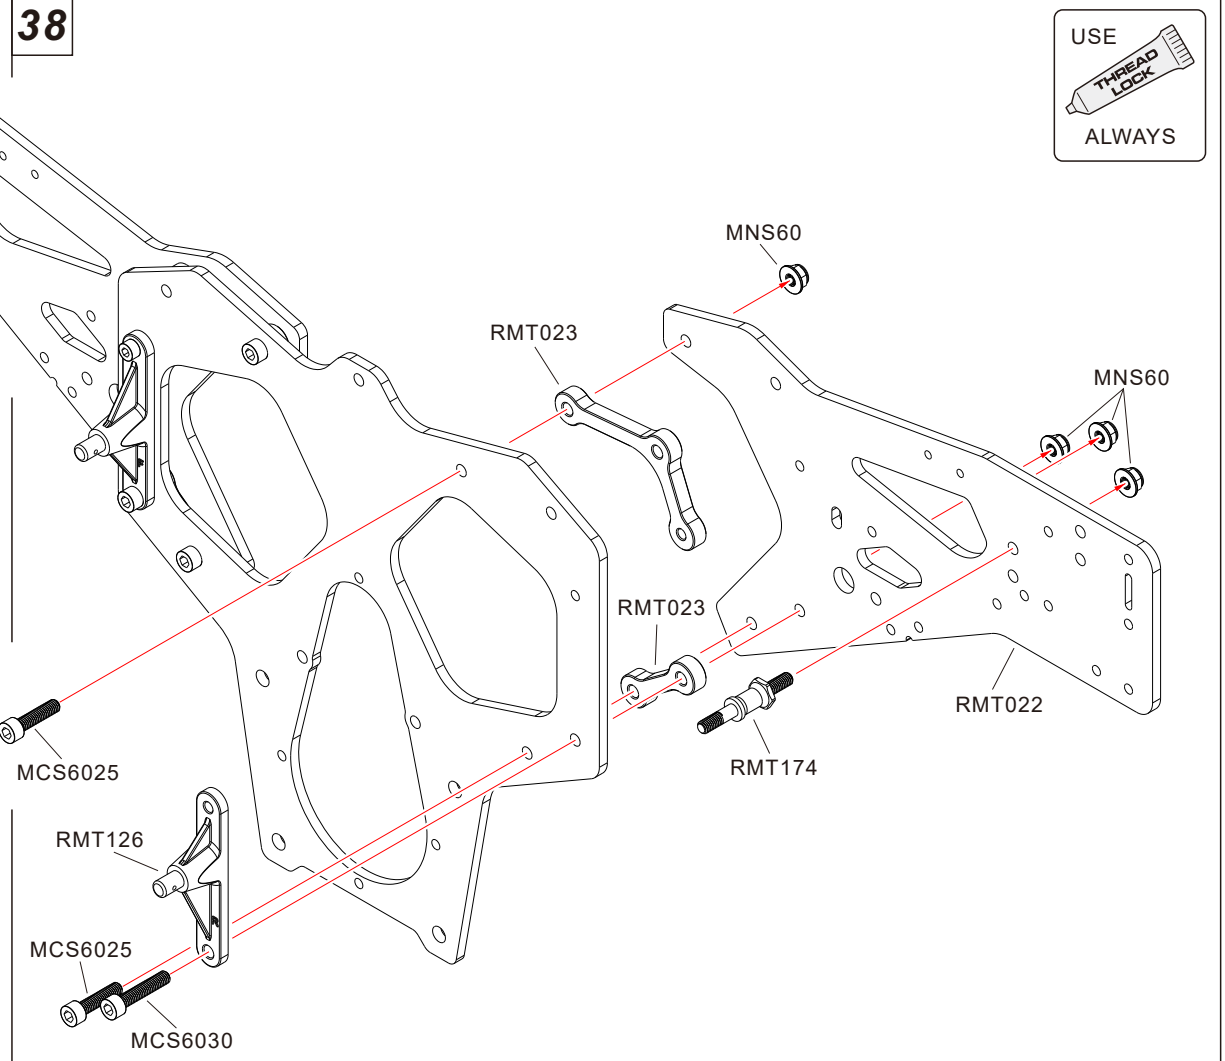 38
USE
THREAD
LOCK
ALWAYS
MNS60
RMT023
MNS60
RMT023
RMT022
RMT174
MCS6025
RMT126
MCS6025
MCS6030